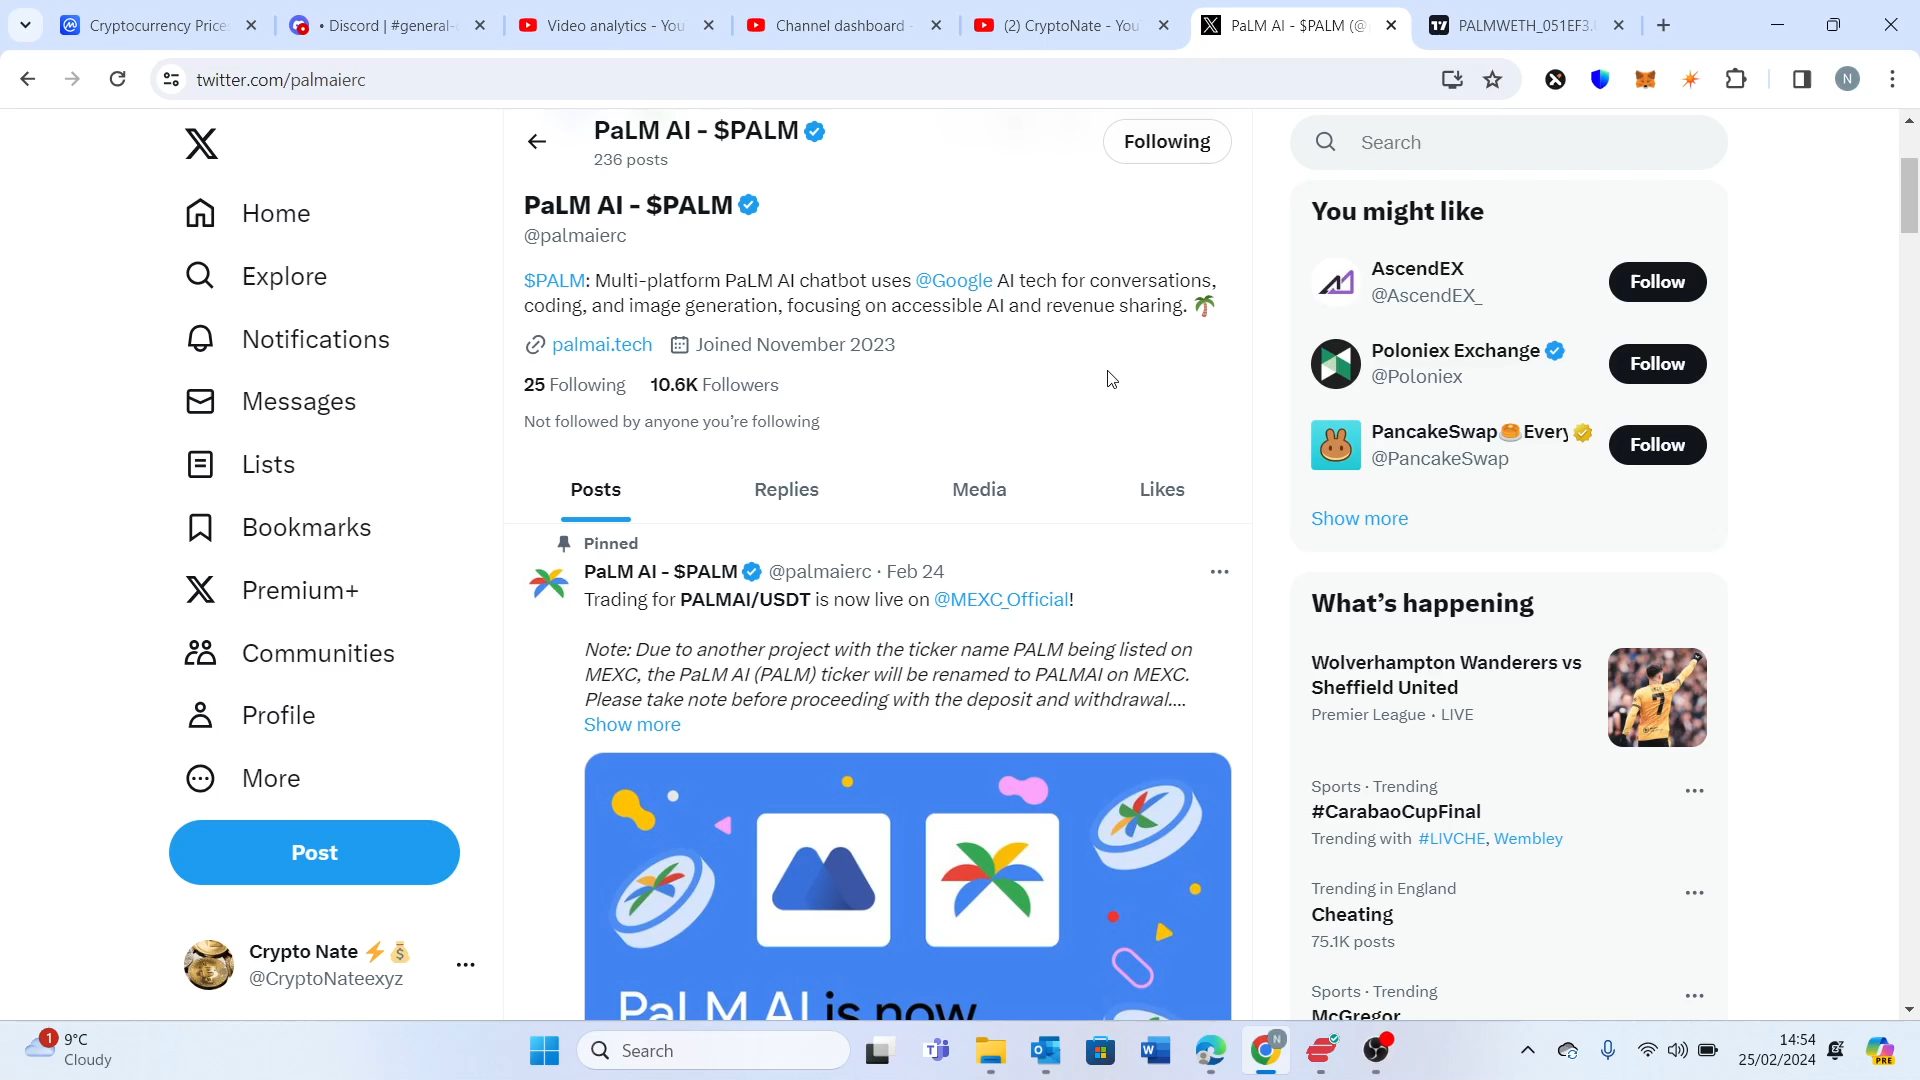 Cryptocurrency Price
• Discord | #general-
Video analytics - You
Channel dashboard -
(2) CryptoNate - You
PaLM AI - $PALM (@
PALMWETH_051EF3.
twitter.com/palmaierc
N
PaLM AI - $PALM
236 posts
Following
Search
PaLM AI - $PALM
@palmaierc
$PALM: Multi-platform PaLM AI chatbot uses @Google AI tech for conversations,
coding, and image generation, focusing on accessible AI and revenue sharing. 🌴
palmai.tech Joined November 2023
25 Following 10.6K Followers
Not followed by anyone you're following
Posts Replies Media Likes
Pinned
PaLM AI - $PALM @palmaierc · Feb 24
Trading for PALMAI/USDT is now live on @MEXC_Official!
Note: Due to another project with the ticker name PALM being listed on
MEXC, the PaLM AI (PALM) ticker will be renamed to PALMAI on MEXC.
Please take note before proceeding with the deposit and withdrawal....
Show more
PaLM AI is now
Home
Explore
Notifications
Messages
Lists
Bookmarks
Premium+
Communities
Profile
More
Post
Crypto Nate ⚡💰
@CryptoNateexyz
You might like
AscendEX
@AscendEX_
Follow
Poloniex Exchange
@Poloniex
Follow
PancakeSwap🥞Every
@PancakeSwap
Follow
Show more
What's happening
Wolverhampton Wanderers vs
Sheffield United
Premier League · LIVE
7
Sports · Trending
#CarabaoCupFinal
Trending with #LIVCHE, Wembley
Trending in England
Cheating
75.1K posts
Sports · Trending
McGregor
1
9°C
Cloudy
Search
N
14:54
25/02/2024
PRE